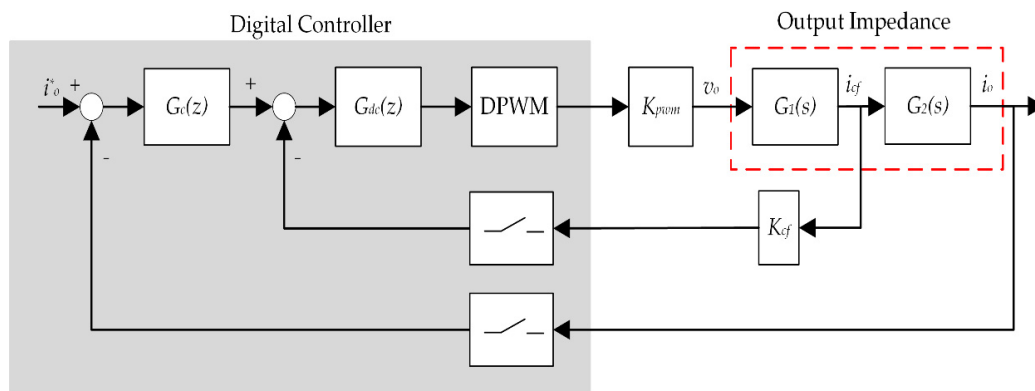 Digital Controller
Output Impedance
i*o
+
-
Gc(z)
+
-
Gdc(z)
DPWM
Kpwm
vo
G1(s)
icf
G2(s)
io
Kcf